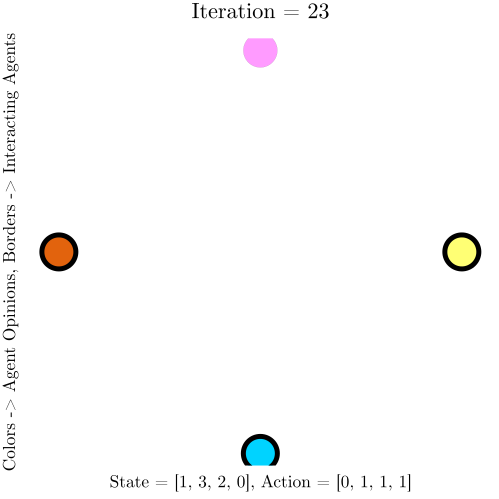 Iteration = 23
Colors -> Agent Opinions, Borders -> Interacting Agents
State = [1, 3, 2, 0], Action = [0, 1, 1, 1]